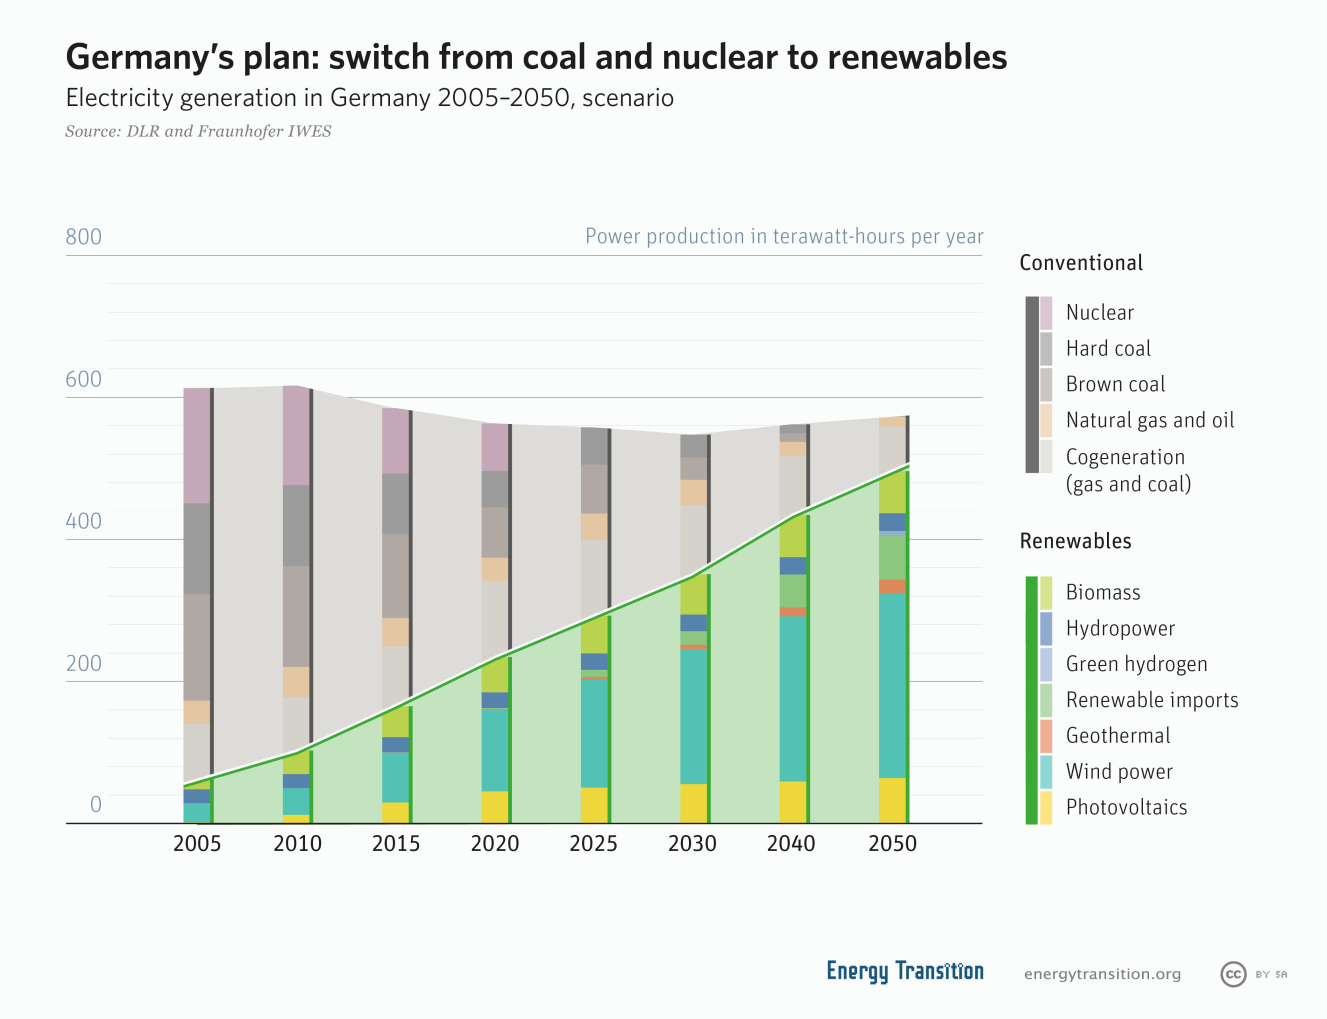 Germany's plan: switch from coal and nuclear to renewables
Electricity generation in Germany 2005–2050, scenario
Source: DLR and Fraunhofer IWES
800
Power production in terawatt-hours per year
600
400
200
0
2005 2010 2015 2020 2025 2030 2040 2050
Conventional
Nuclear
Hard coal
Brown coal
Natural gas and oil
Cogeneration
(gas and coal)
Renewables
Biomass
Hydropower
Green hydrogen
Renewable imports
Geothermal
Wind power
Photovoltaics
Energy Transition
energytransition.org
cc BY SA